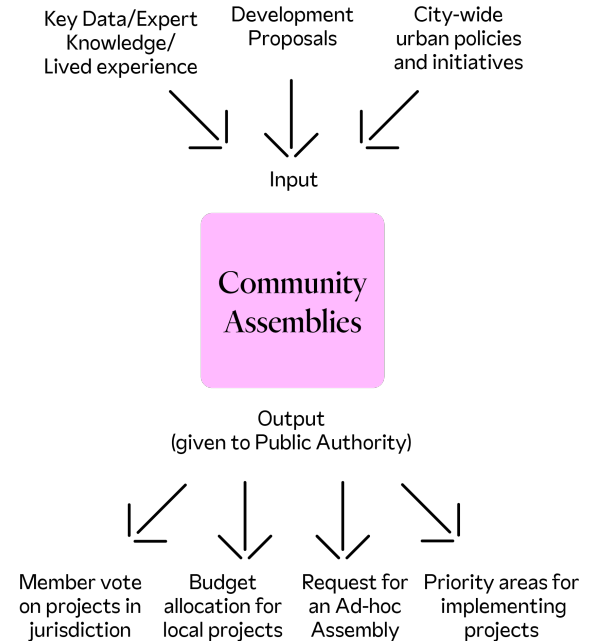 Key Data/Expert
Knowledge/
Lived experience
Development
Proposals
City-wide
urban policies
and initiatives
Input
Community
Assemblies
Output
(given to Public Authority)
Member vote
on projects in
jurisdiction
Budget
allocation for
local projects
Request for
an Ad-hoc
Assembly
Priority areas for
implementing
projects